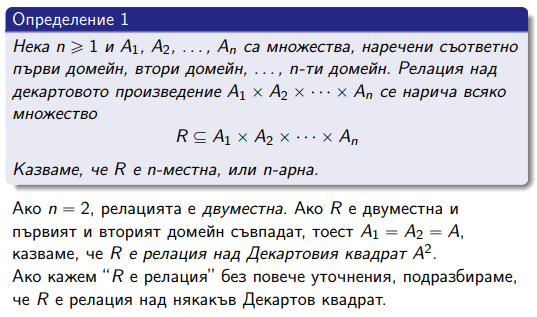 Определение 1
Нека n ⩾ 1 и A₁, A₂, . . . , Aₙ са множества, наречени съответно
първи домейн, втори домейн, . . . , n-ти домейн. Релация над
декартовото произведение A₁ × A₂ × · · · × Aₙ се нарича всяко
множество
R ⊆ A₁ × A₂ × · · · × Aₙ
Казваме, че R е n-местна, или n-арна.
Ако n = 2, релацията е двуместна. Ако R е двуместна и
първият и вторият домейн съвпадат, тоест A₁ = A₂ = A,
казваме, че R е релация над Декартовия квадрат A².
Ако кажем “R е релация” без повече уточнения, подразбираме,
че R е релация над някакъв Декартов квадрат.